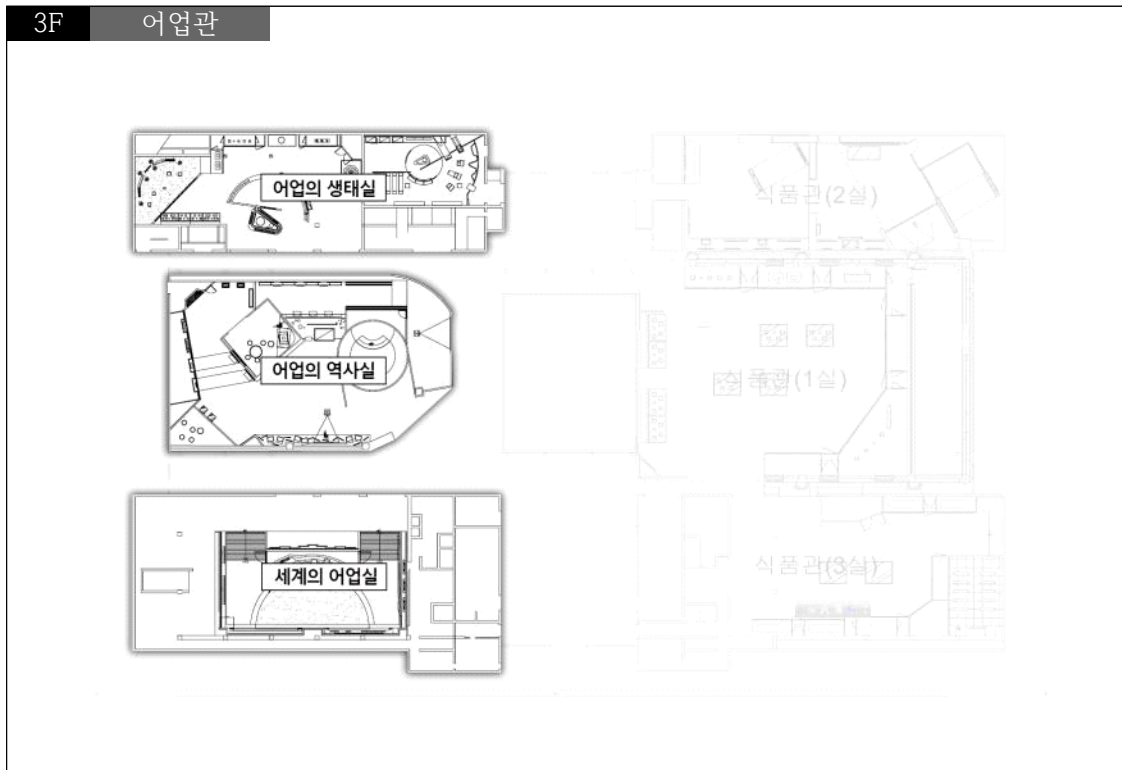 3F 어업관
어업의 생태실
식품관(2실)
어업의 역사실
식품관(1실)
세계의 어업실
식품관(3실)